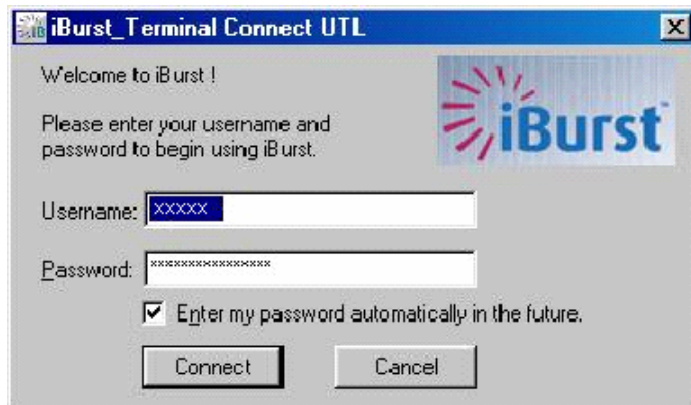 iBurst_Terminal Connect UTL
Welcome to iBurst !
iBurst™
Please enter your username and
password to begin using iBurst.
Username: xxxxx
Password: ****************
Enter my password automatically in the future.
Connect Cancel